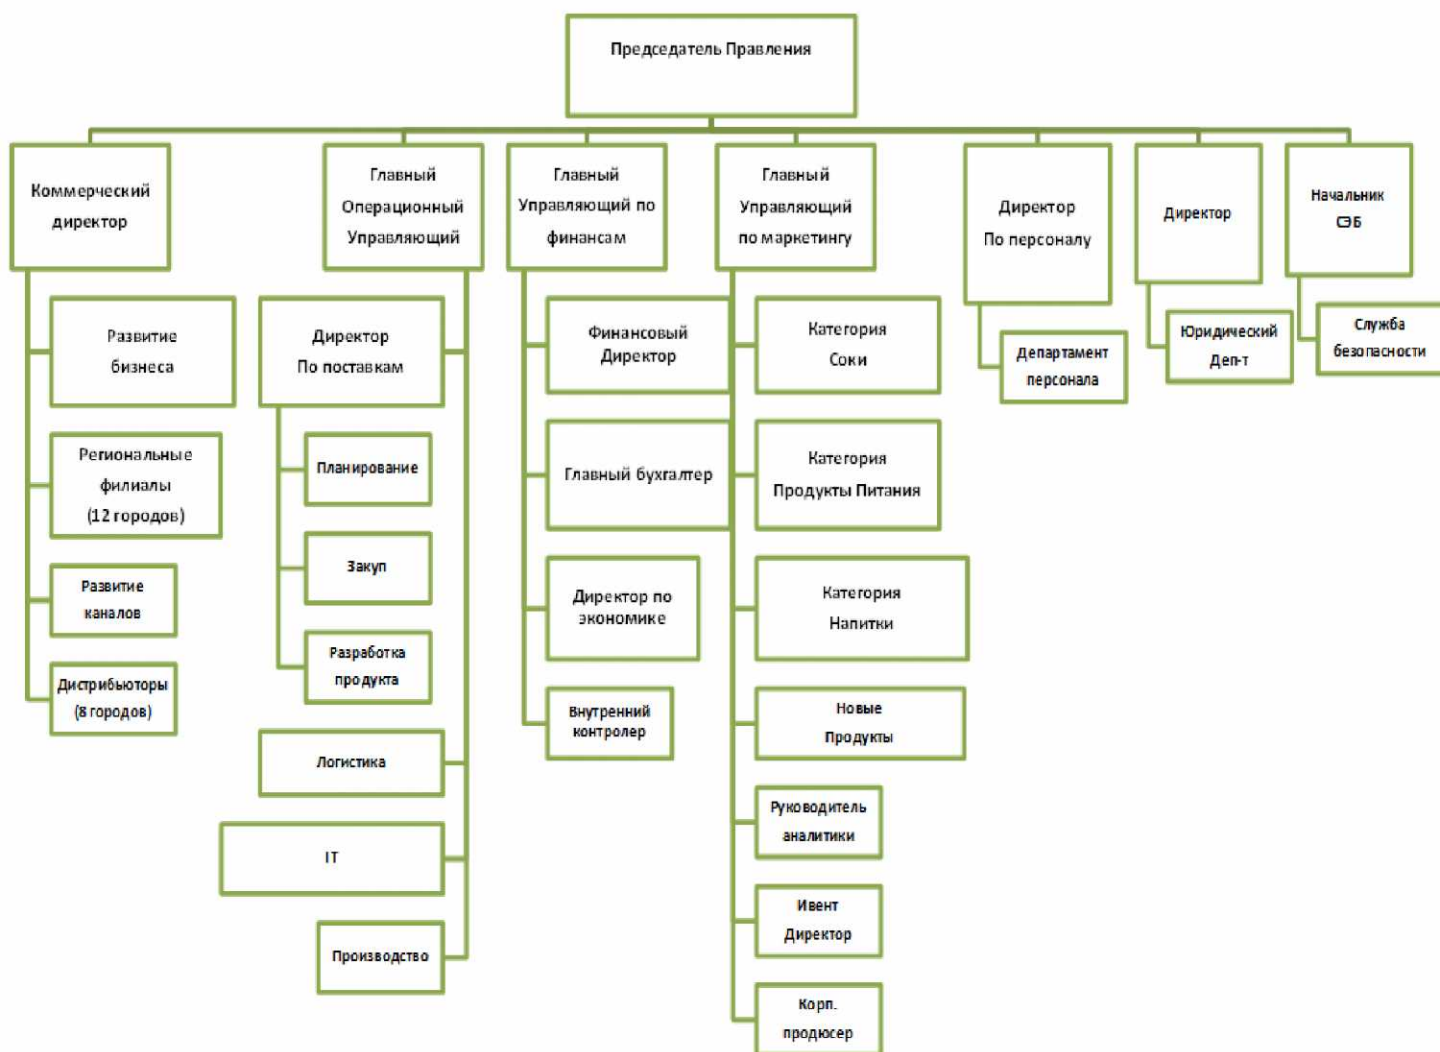 Председатель Правления
Коммерческий
директор
Главный
Операционный
Управляющий
Главный
Управляющий по
финансам
Главный
Управляющий
по маркетингу
Директор
По персоналу
Директор
Начальник
СЭБ
Развитие
бизнеса
Региональные
филиалы
(12 городов)
Развитие
каналов
Дистрибьюторы
(8 городов)
Директор
По поставкам
Планирование
Закуп
Разработка
продукта
Логистика
IT
Производство
Финансовый
Директор
Главный бухгалтер
Директор по
экономике
Внутренний
контролер
Категория
Соки
Категория
Продукты Питания
Категория
Напитки
Новые
Продукты
Руководитель
аналитики
Ивент
Директор
Корп.
продюсер
Департамент
персонала
Юридический
Деп-т
Служба
безопасности